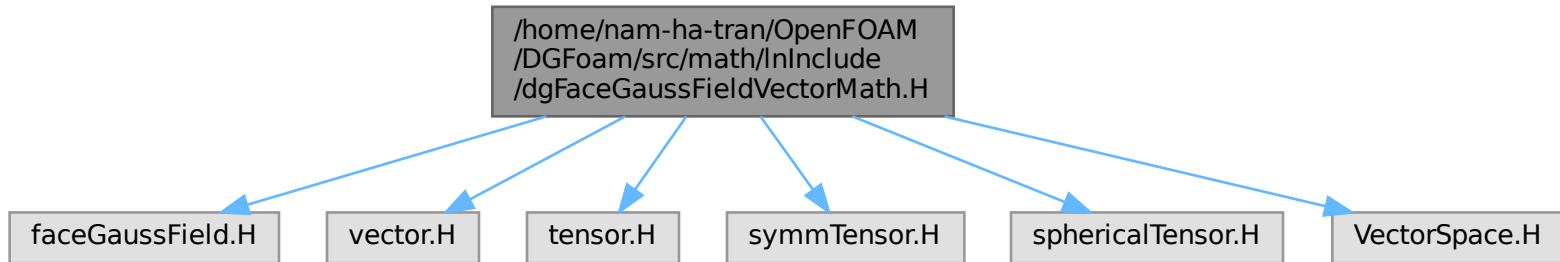 /home/nam-ha-tran/OpenFOAM
/DGFoam/src/math/lnInclude
/dgFaceGaussFieldVectorMath.H
faceGaussField.H
vector.H
tensor.H
symmTensor.H
sphericalTensor.H
VectorSpace.H